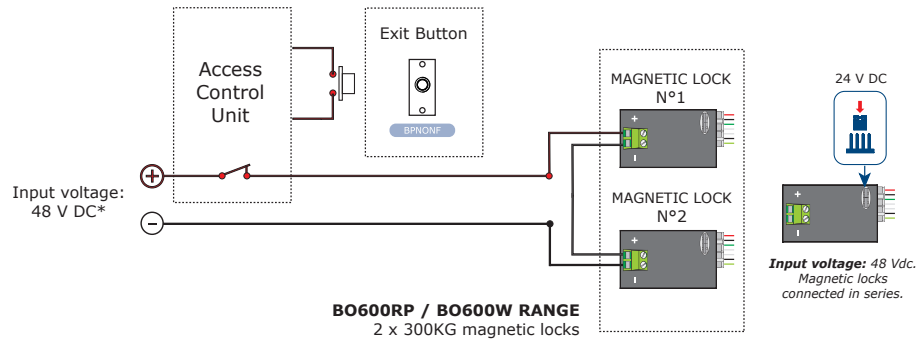 Access
Control
Unit
Exit Button
BPNONF
Input voltage:
48 V DC*
+
−
MAGNETIC LOCK
N°1
+
−
MAGNETIC LOCK
N°2
+
−
BO600RP / BO600W RANGE
2 x 300KG magnetic locks
24 V DC
+
−
Input voltage: 48 Vdc.
Magnetic locks
connected in series.